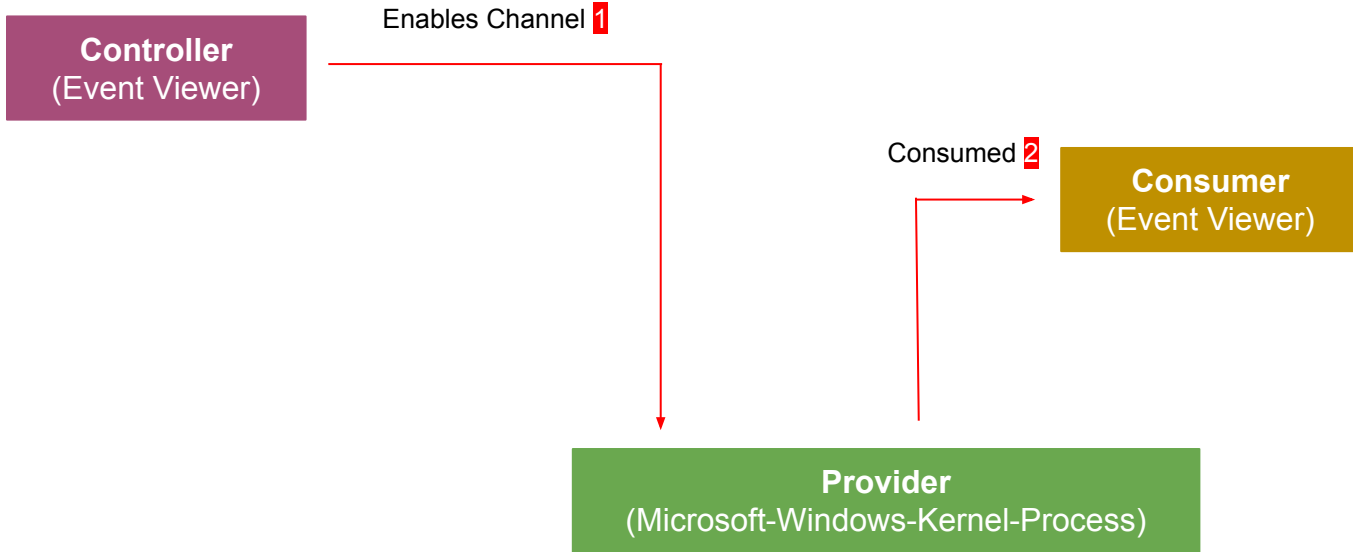 Enables Channel 1
Controller
(Event Viewer)
Consumed 2
Consumer
(Event Viewer)
Provider
(Microsoft-Windows-Kernel-Process)